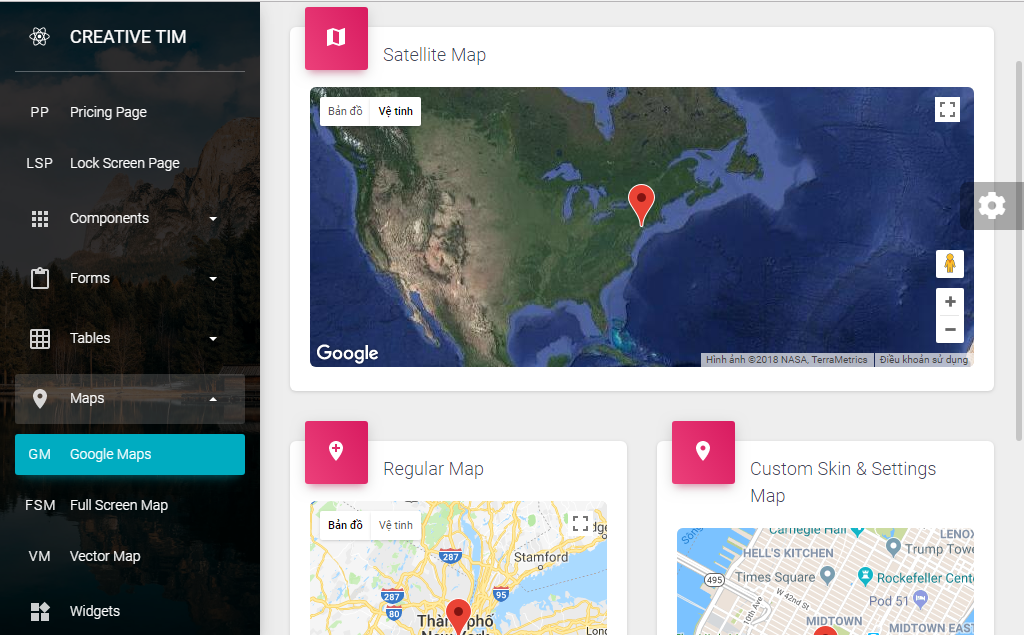 CREATIVE TIM
PP Pricing Page
LSP Lock Screen Page
Components
Forms
Tables
Maps
GM Google Maps
FSM Full Screen Map
VM Vector Map
Widgets
Satellite Map
Bản đồ Vệ tinh
Google
Hình ảnh ©2018 NASA, TerraMetrics Điều khoản sử dụng
Regular Map
Bản đồ Vệ tinh
Stamford
287
287
95
80
Thành phố
New York
Custom Skin & Settings
Map
Carnegie Hall
LENOX
HELL'S KITCHEN
Trump Towe
495
Times Square
Rockefeller Cent
W 42nd St
Pod 51
10th Ave
MIDTOWN
MIDTOWN EAST